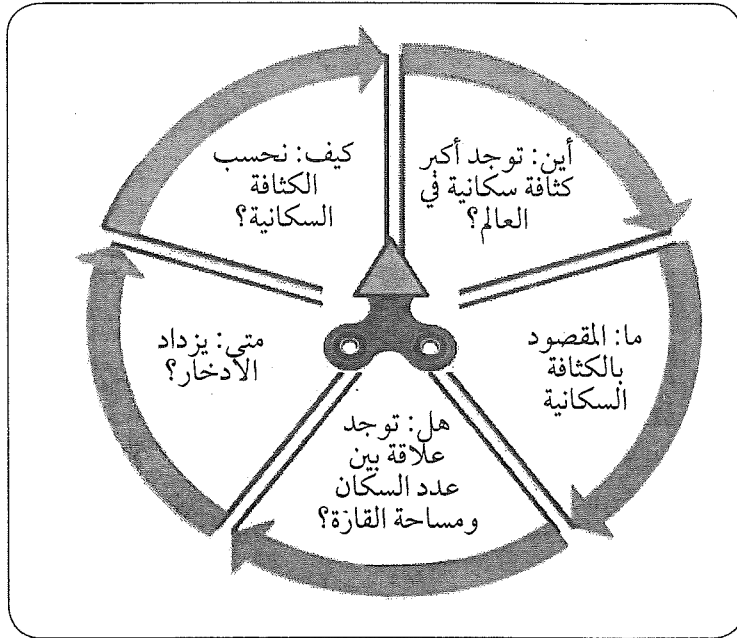 أين: توجد أكبر
كثافة سكانية في
العالم؟
ما: المقصود
بالكثافة
السكانية
هل: توجد
علاقة بين
عدد السكان
ومساحة القارة؟
متى: يزداد
الادخار؟
كيف: نحسب
الكثافة
السكانية؟